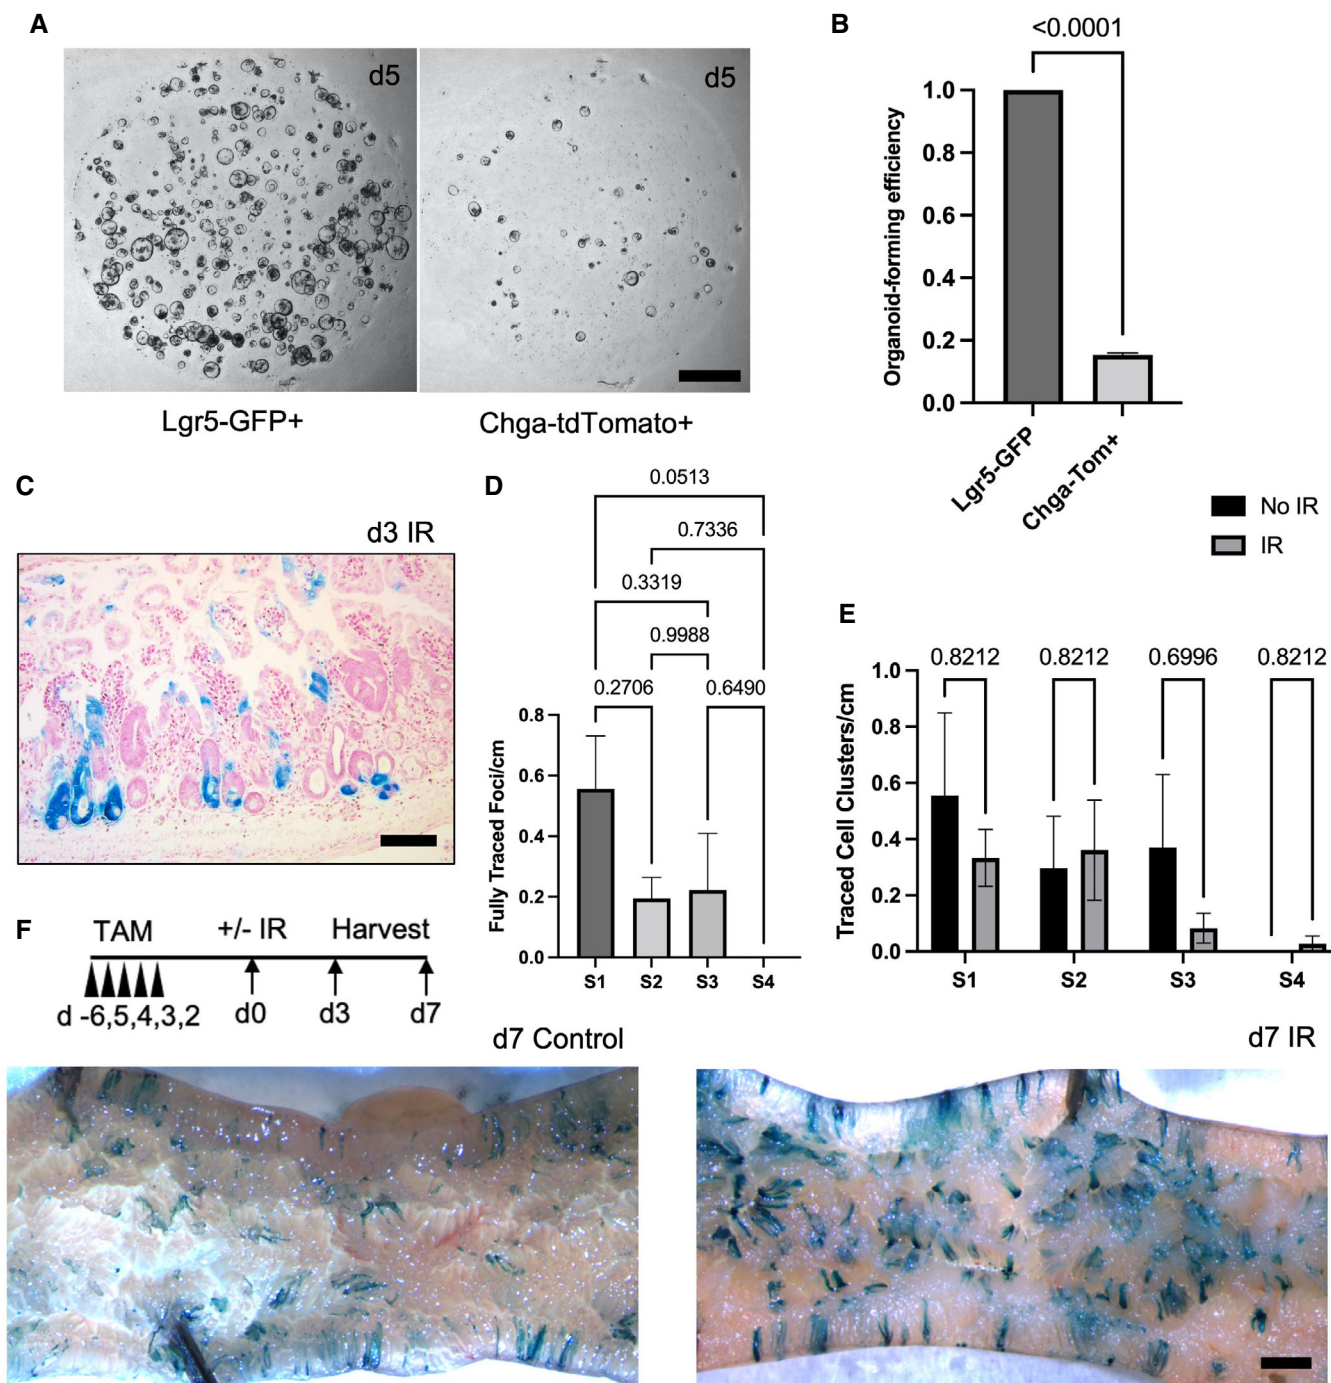 A
d5
d5
Lgr5-GFP+
Chga-tdTomato+
B
<0.0001
Organoid-forming efficiency
1.0
0.8
0.6
0.4
0.2
0.0
Lgr5-GFP
Chga-Tom+
C
d3 IR
D
0.0513
0.7336
0.3319
0.9988
0.2706
0.6490
Fully Traced Foci/cm
0.8
0.6
0.4
0.2
0.0
S1 S2 S3 S4
No IR
IR
E
0.8212 0.8212 0.6996 0.8212
Traced Cell Clusters/cm
1.0
0.8
0.6
0.4
0.2
0.0
S1 S2 S3 S4
F
TAM +/- IR Harvest
d -6,5,4,3,2 d0 d3 d7
d7 Control
d7 IR